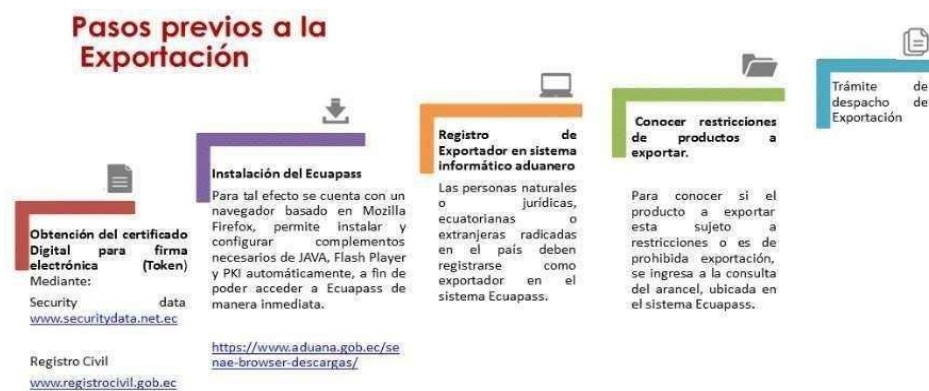 Pasos previos a la
Exportación
Obtención del certificado
Digital para firma
electrónica (Token)
Mediante:
Security data
www.securitydata.net.ec
Registro Civil
www.registrocivil.gob.ec
Instalación del Ecuapass
Para tal efecto se cuenta con un
navegador basado en Mozilla
Firefox, permite instalar y
configurar complementos
necesarios de JAVA, Flash Player
y PKI automáticamente, a fin de
poder acceder a Ecuapass de
manera inmediata.
https://www.aduana.gob.ec/se
nae-browser-descargas/
Registro de
Exportador en sistema
informático aduanero
Las personas naturales
o jurídicas,
ecuatorianas o
extranjeras radicadas
en el país deben
registrarse como
exportador en el
sistema Ecuapass.
Conocer restricciones
de productos a
exportar.
Para conocer si el
producto a exportar
esta sujeto a
restricciones o es de
prohibida exportación,
se ingresa a la consulta
del arancel, ubicada en
el sistema Ecuapass.
Trámite de
despacho de
Exportación